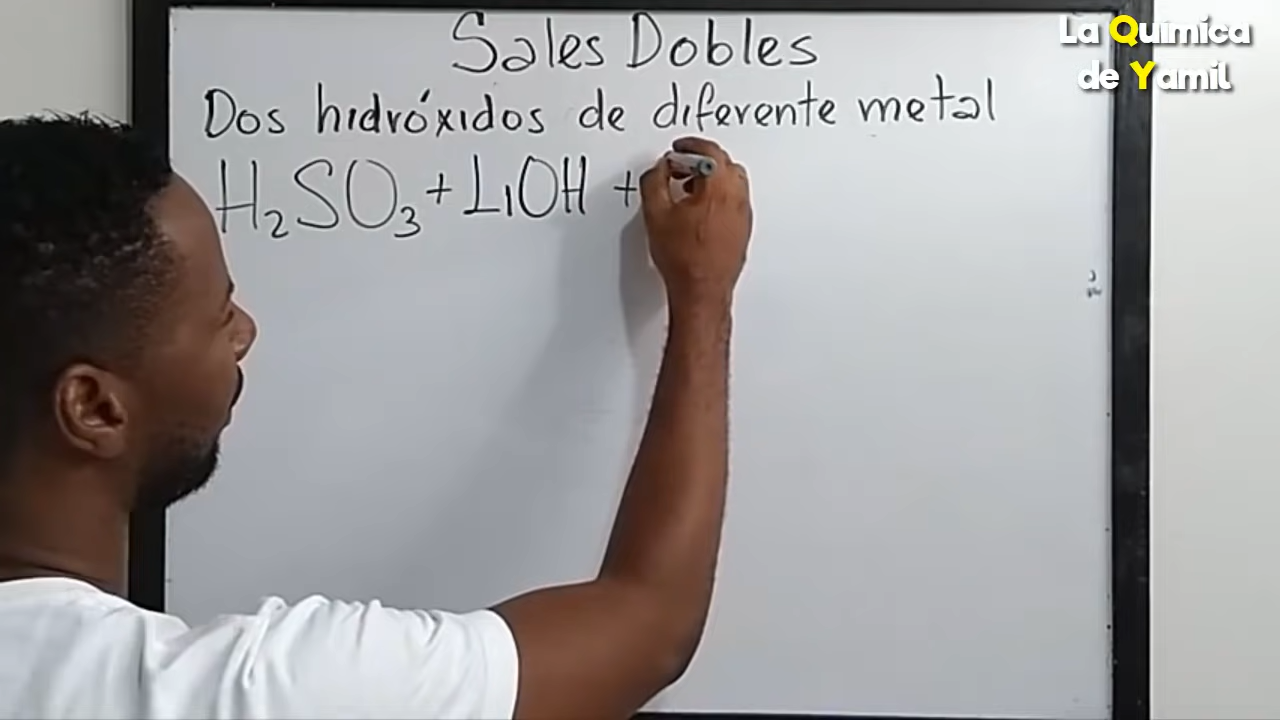 Sales Dobles
Dos hidróxidos de diferente metal
H₂SO₃ + LiOH +
La Química
de Yamil